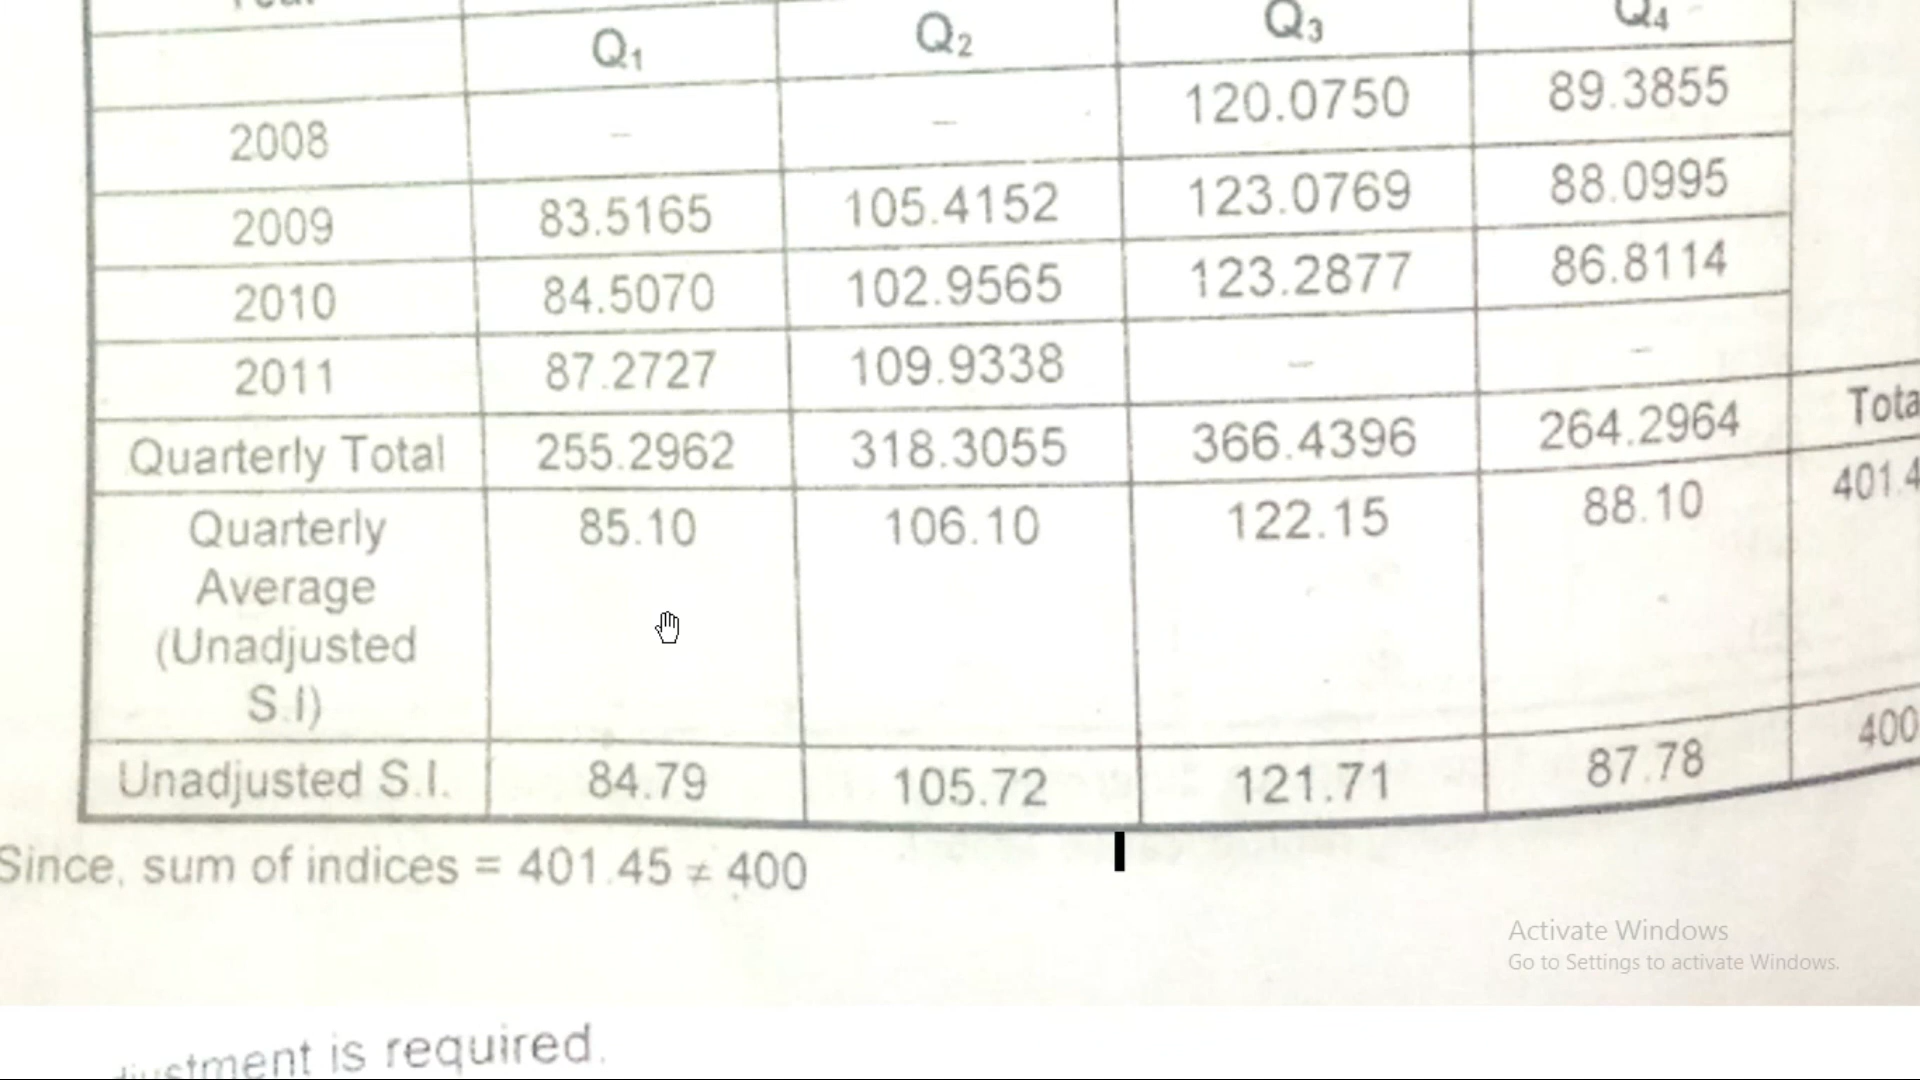 Q1 Q2 Q3 Q4
2008 – – 120.0750 89.3855
2009 83.5165 105.4152 123.0769 88.0995
2010 84.5070 102.9565 123.2877 86.8114
2011 87.2727 109.9338 – –
Quarterly Total 255.2962 318.3055 366.4396 264.2964
Quarterly 85.10 106.10 122.15 88.10
Average
(Unadjusted
S.I)
Unadjusted S.I. 84.79 105.72 121.71 87.78 400
Since, sum of indices = 401.45 ≠ 400
Activate Windows
Go to Settings to activate Windows.
is required.